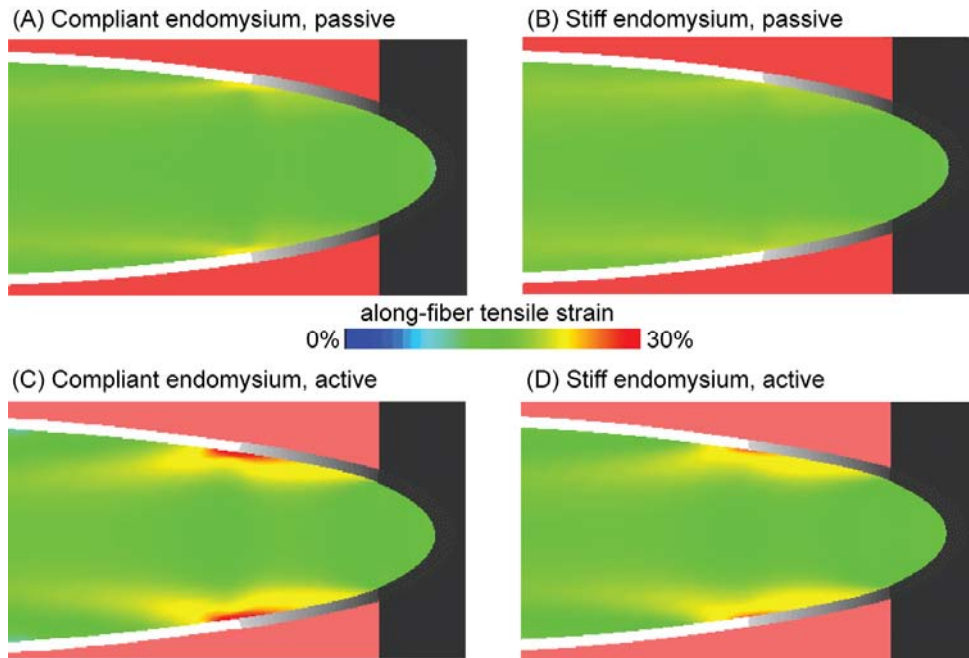 (A) Compliant endomysium, passive
(B) Stiff endomysium, passive
along-fiber tensile strain
0% 30%
(C) Compliant endomysium, active
(D) Stiff endomysium, active